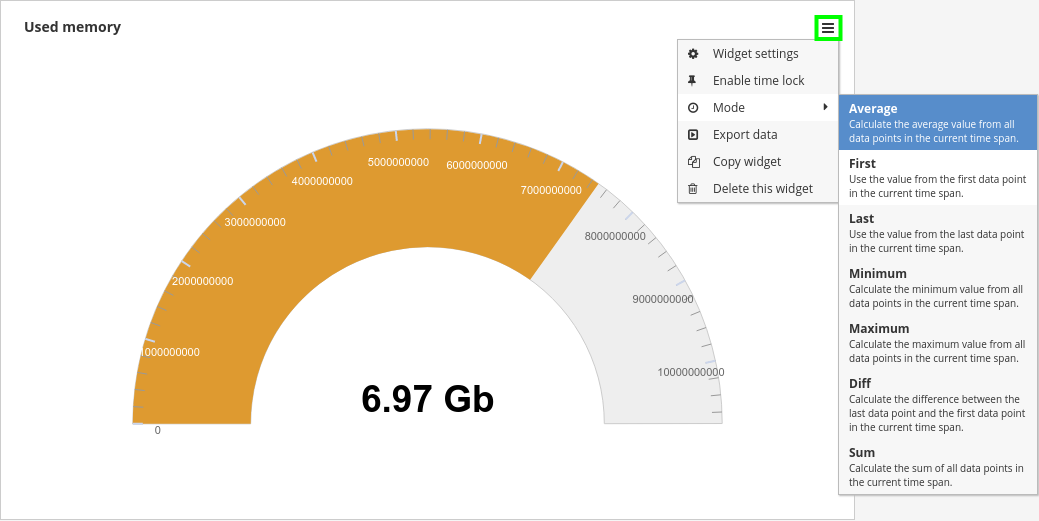 Used memory
Widget settings
Enable time lock
Mode
Export data
Copy widget
Delete this widget
Average
Calculate the average value from all
data points in the current time span.
First
Use the value from the first data point
in the current time span.
Last
Use the value from the last data point
in the current time span.
Minimum
Calculate the minimum value from all
data points in the current time span.
Maximum
Calculate the maximum value from all
data points in the current time span.
Diff
Calculate the difference between the
last data point and the first data point
in the current time span.
Sum
Calculate the sum of all data points in
the current time span.
0
1000000000
2000000000
3000000000
4000000000
5000000000
6000000000
7000000000
8000000000
9000000000
10000000000
6.97 Gb